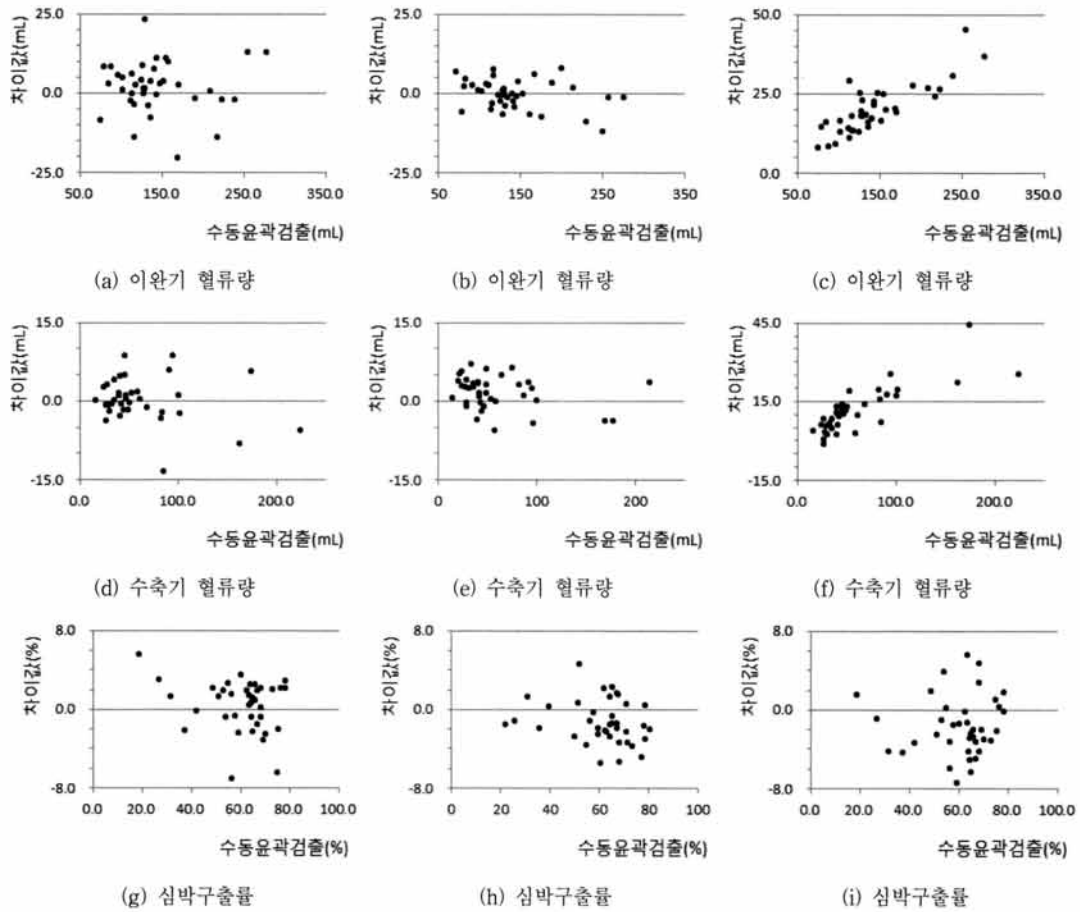 25.0
0.0
-25.0
차이값(mL)
50.0 150.0 250.0 350.0
수동윤곽검출(mL)
(a) 이완기 혈류량
25.0
0.0
-25.0
차이값(mL)
50 150 250 350
수동윤곽검출(mL)
(b) 이완기 혈류량
50.0
25.0
0.0
차이값(mL)
50.0 150.0 250.0 350.0
수동윤곽검출(mL)
(c) 이완기 혈류량
15.0
0.0
-15.0
차이값(mL)
0.0 100.0 200.0
수동윤곽검출(mL)
(d) 수축기 혈류량
15.0
0.0
-15.0
차이값(mL)
0 100 200
수동윤곽검출(mL)
(e) 수축기 혈류량
45.0
15.0
-15.0
차이값(mL)
0.0 100.0 200.0
수동윤곽검출(mL)
(f) 수축기 혈류량
8.0
0.0
-8.0
차이값(%)
0.0 20.0 40.0 60.0 80.0 100.0
수동윤곽검출(%)
(g) 심박구출률
8.0
0.0
-8.0
차이값(%)
0 20 40 60 80 100
수동윤곽검출(%)
(h) 심박구출률
8.0
0.0
-8.0
차이값(%)
0.0 20.0 40.0 60.0 80.0 100.0
수동윤곽검출(%)
(i) 심박구출률